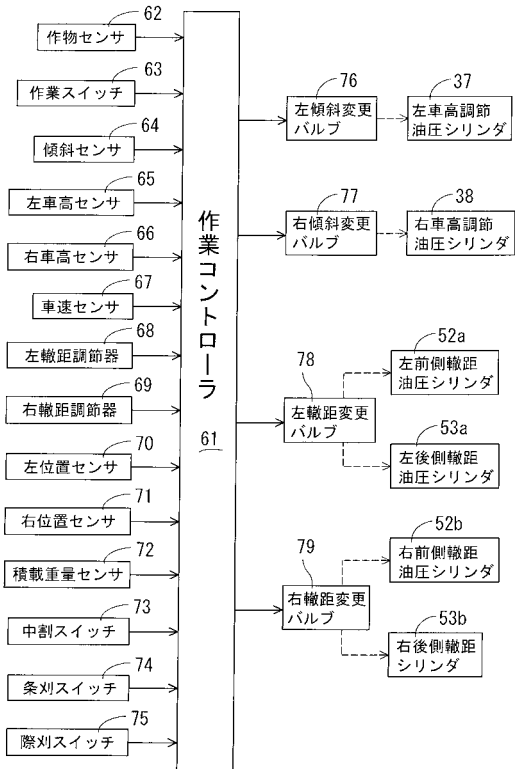 62
作物センサ
63
作業スイッチ
64
傾斜センサ
65
左車高センサ
66
右車高センサ
67
車速センサ
68
左轍距調節器
69
右轍距調節器
70
左位置センサ
71
右位置センサ
72
積載重量センサ
73
中割スイッチ
74
条刈スイッチ
75
際刈スイッチ
作業コントローラ
61
76
左傾斜変更
バルブ
37
左車高調節
油圧シリンダ
77
右傾斜変更
バルブ
38
右車高調節
油圧シリンダ
78
左轍距変更
バルブ
52a
左前側轍距
油圧シリンダ
53a
左後側轍距
油圧シリンダ
79
右轍距変更
バルブ
52b
右前側轍距
油圧シリンダ
53b
右後側轍距
シリンダ